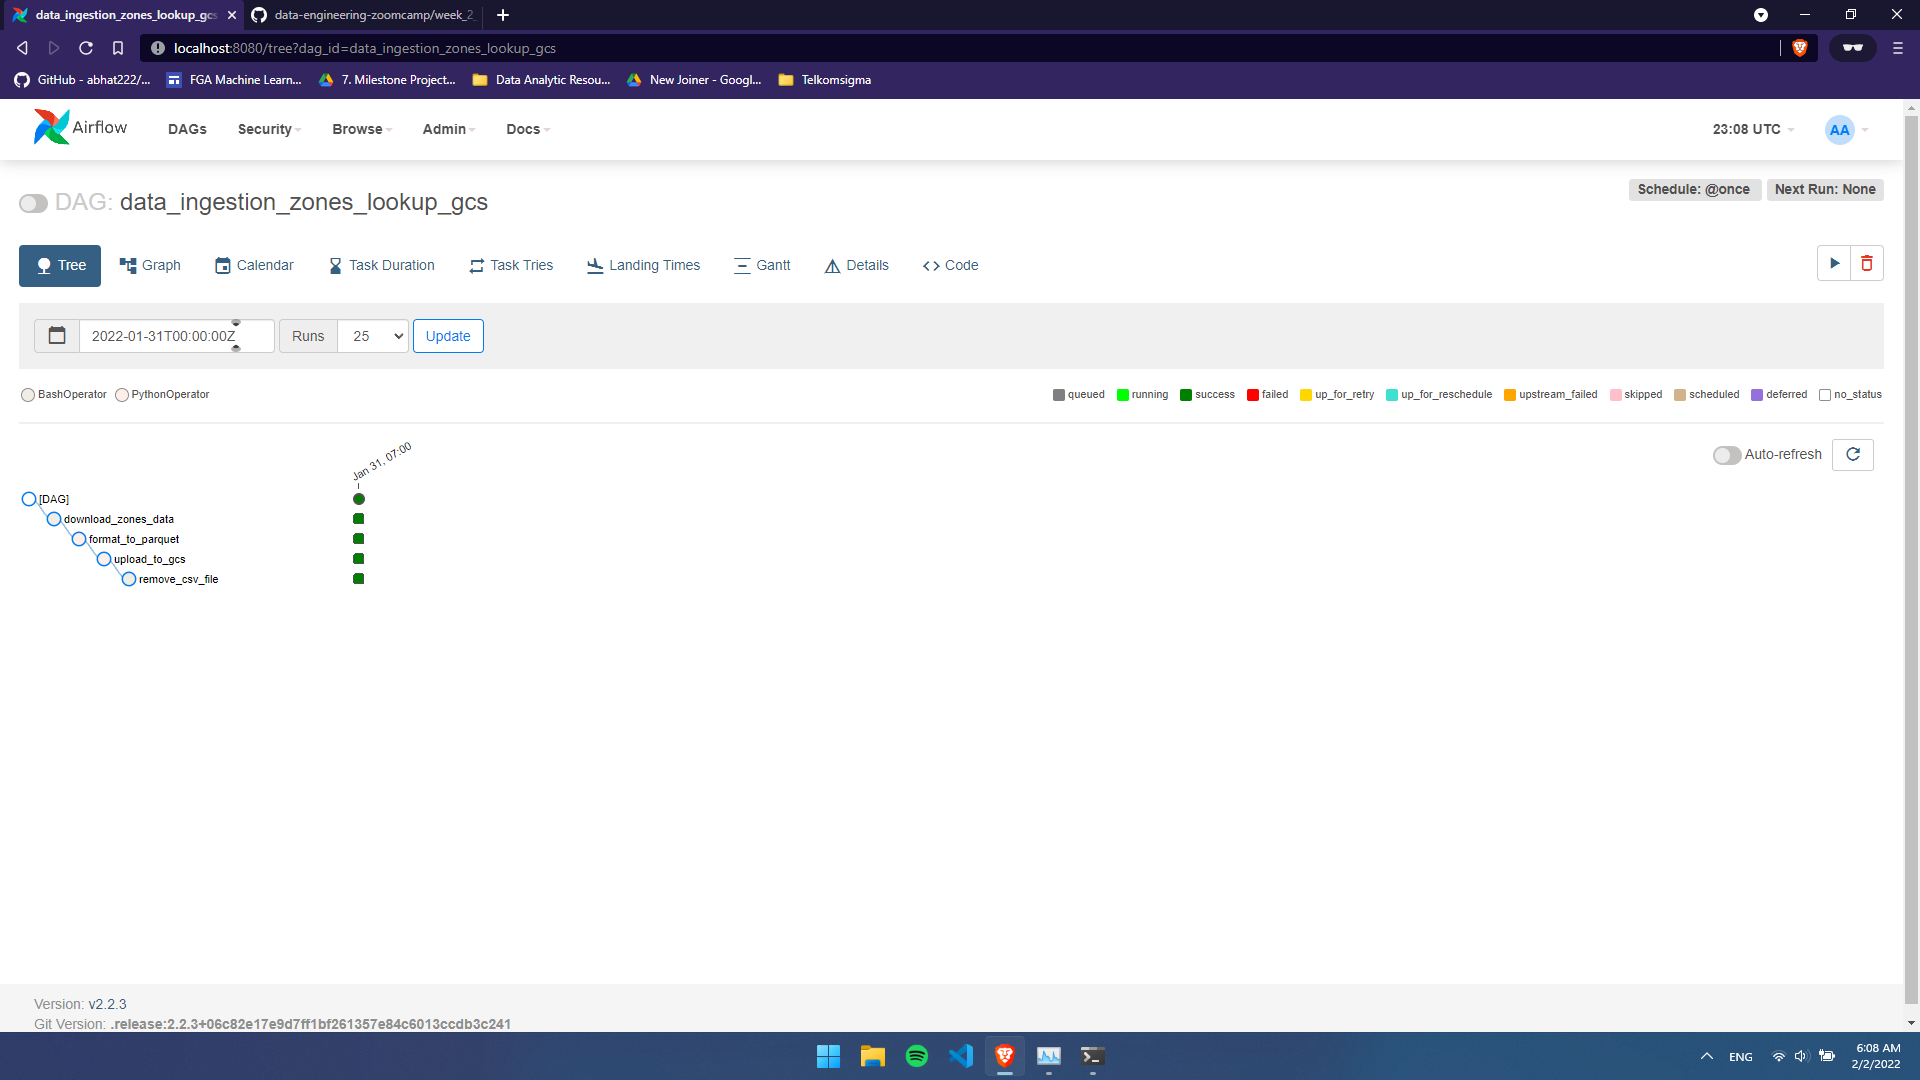 data_ingestion_zones_lookup_gcs
data-engineering-zoomcamp/week_2_
localhost:8080/tree?dag_id=data_ingestion_zones_lookup_gcs
GitHub - abhat222/...
FGA Machine Learn...
7. Milestone Project...
Data Analytic Resou...
New Joiner - Googl...
Telkomsigma
Airflow
DAGs
Security
Browse
Admin
Docs
23:08 UTC
AA
DAG: data_ingestion_zones_lookup_gcs
Schedule: @once
Next Run: None
Tree
Graph
Calendar
Task Duration
Task Tries
Landing Times
Gantt
Details
Code
2022-01-31T00:00:00Z
Runs
25
Update
BashOperator
PythonOperator
queued
running
success
failed
up_for_retry
up_for_reschedule
upstream_failed
skipped
scheduled
deferred
no_status
Jan 31, 07:00
Auto-refresh
[DAG]
download_zones_data
format_to_parquet
upload_to_gcs
remove_csv_file
Version: v2.2.3
Git Version: .release:2.2.3+06c82e17e9d7ff1bf261357e84c6013ccdb3c241
ENG
6:08 AM
2/2/2022